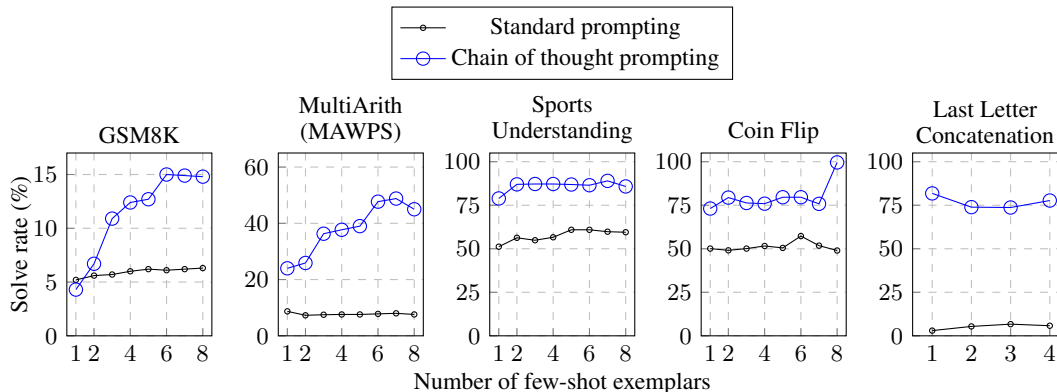 Standard prompting
Chain of thought prompting
GSM8K
MultiArith
(MAWPS)
Sports
Understanding
Coin Flip
Last Letter
Concatenation
Solve rate (%)
15
10
5
0
1 2 4 6 8
60
40
20
0
1 2 4 6 8
100
75
50
25
0
1 2 4 6 8
100
75
50
25
0
1 2 4 6 8
100
75
50
25
0
1 2 3 4
Number of few-shot exemplars